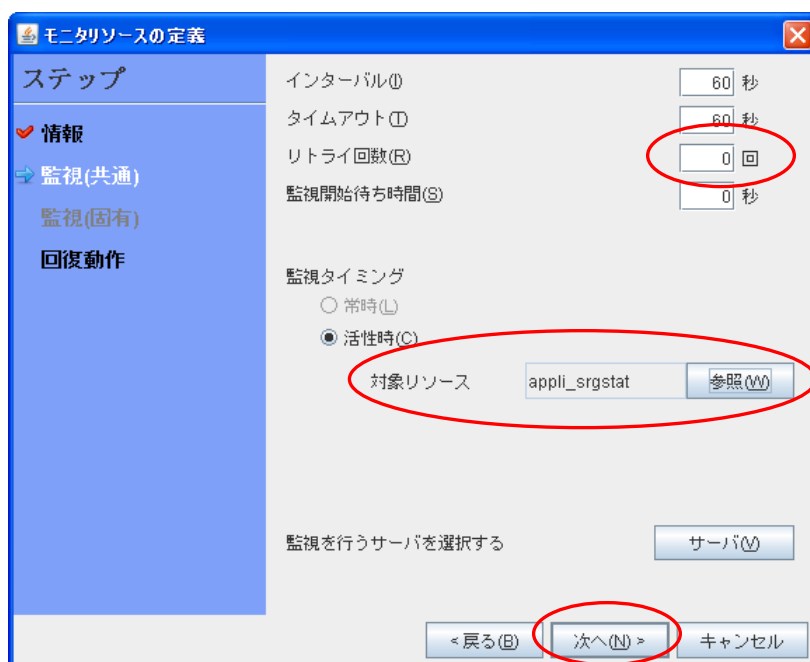 モニタリソースの定義
ステップ
情報
監視(共通)
監視(固有)
回復動作
インターバル(I) 60 秒
タイムアウト(T) 60 秒
リトライ回数(R) 0 回
監視開始待ち時間(S) 0 秒
監視タイミング
常時(L)
活性時(C)
対象リソース appli_srgstat 参照(W)
監視を行うサーバを選択する サーバ(V)
<戻る(B) 次へ(N)> キャンセル